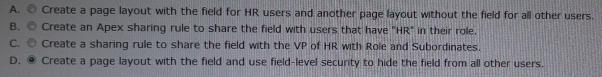 A. Create a page layout with the field for HR users and another page layout without the field for all other users.
B. Create an Apex sharing rule to share the field with users that have "HR" in their role.
C. Create a sharing rule to share the field with the VP of HR with Role and Subordinates.
D. Create a page layout with the field and use field-level security to hide the field from all other users.